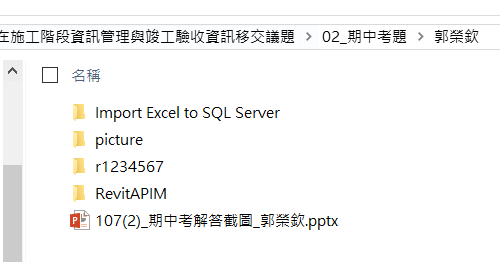 在施工階段資訊管理與竣工驗收資訊移交議題 > 02_期中考題 > 郭榮欽
名稱
Import Excel to SQL Server
picture
r1234567
RevitAPIM
107(2)_期中考解答截圖_郭榮欽.pptx